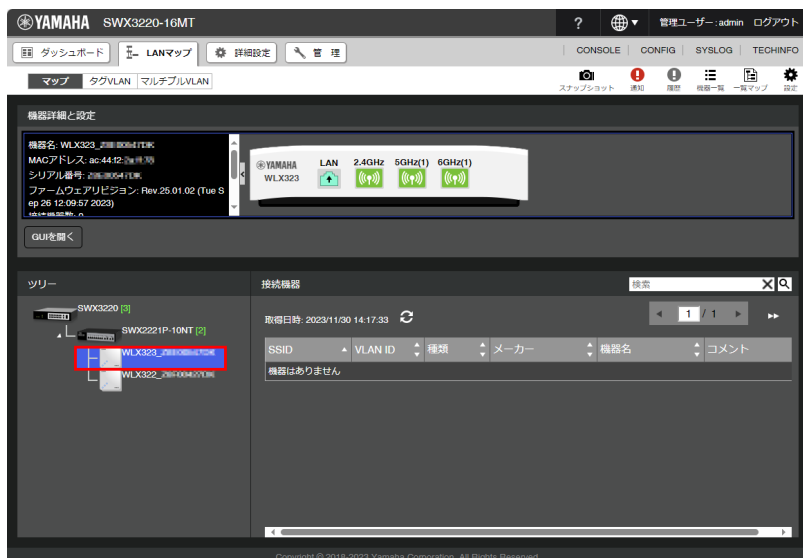 YAMAHA SWX3220-16MT
? 管理ユーザー:admin ログアウト
ダッシュボード LANマップ 詳細設定 管 理
CONSOLE CONFIG SYSLOG TECHINFO
マップ タグVLAN マルチプルVLAN
スナップショット 通知 履歴 機器一覧 一覧マップ 設定
機器詳細と設定
機器名: WLX323_
MACアドレス: ac:44:f2:
シリアル番号:
ファームウェアリビジョン: Rev.25.01.02 (Tue S
ep 26 12:09:57 2023)
接続機器数: 0
YAMAHA
WLX323
LAN 2.4GHz 5GHz(1) 6GHz(1)
GUIを開く
ツリー
SWX3220 [3]
SWX2221P-10NT [2]
WLX323_
WLX322_
接続機器
検索
取得日時: 2023/11/30 14:17:33
1 / 1
SSID VLAN ID 種類 メーカー 機器名 コメント
機器はありません
Copyright © 2018-2023 Yamaha Corporation. All Rights Reserved.